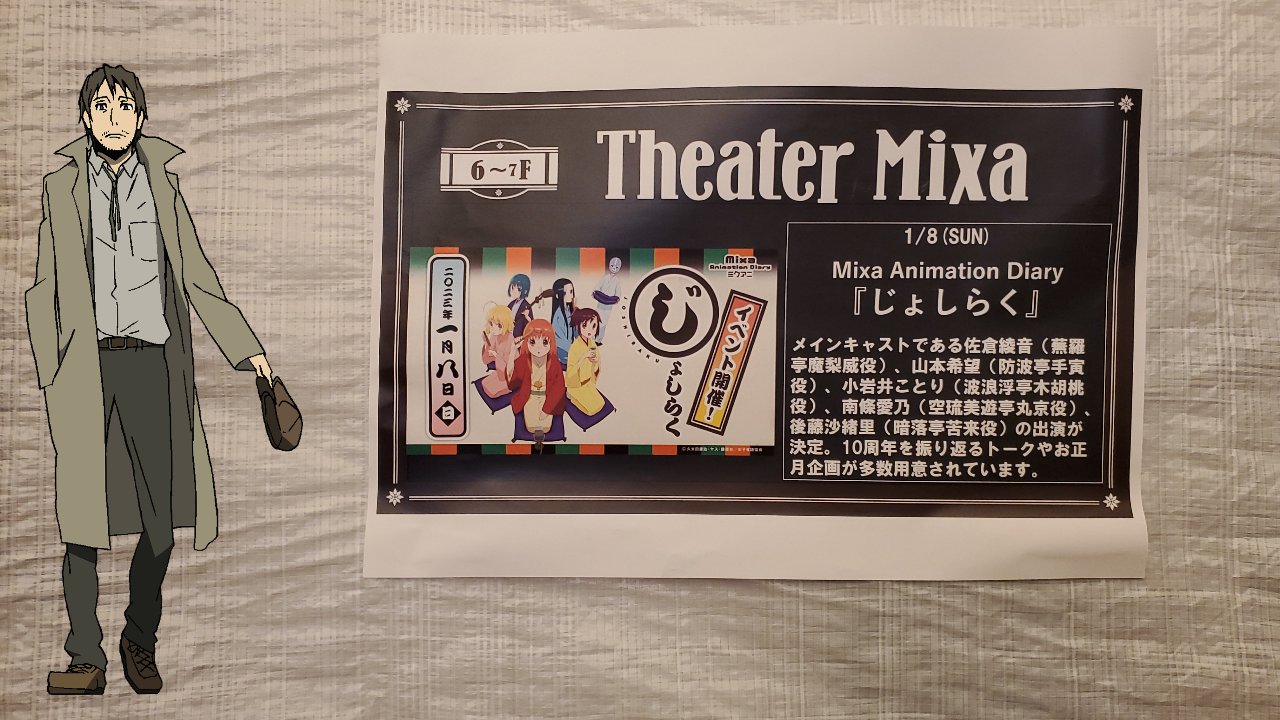 6～7F
Theater Mixa
二〇二三年一月八日 日
Mixa
Animation Diary
ミクアニ
じょしらく
JOSHIRAKU
イベント開催！
1/8(SUN)
Mixa Animation Diary
『じょしらく』
メインキャストである佐倉綾音（蕪羅
亭魔梨威役）、山本希望（防波亭手寅
役）、小岩井ことり（波浪浮亭木胡桃
役）、南條愛乃（空琉美遊亭丸京役）、
後藤沙緒里（暗落亭苦来役）の出演が
決定。10周年を振り返るトークやお正
月企画が多数用意されています。